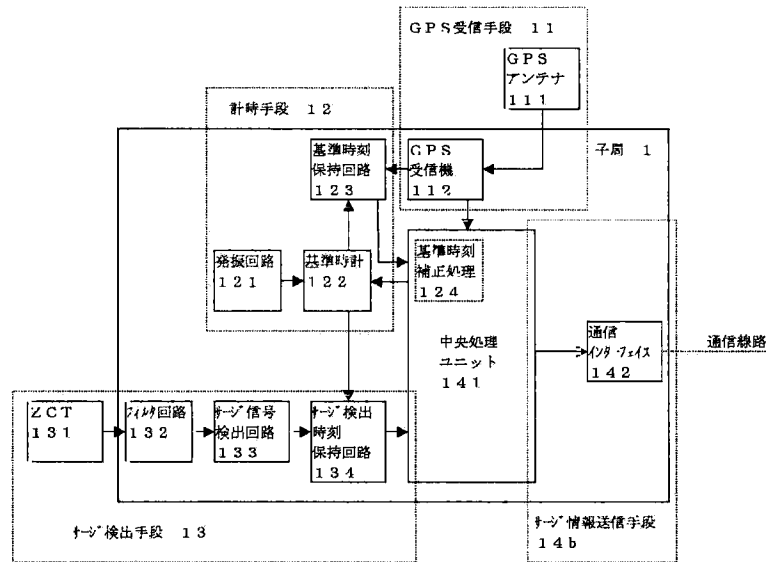 GPS受信手段 11
GPS
アンテナ
111
計時手段 12
子局 1
基準時刻
保持回路
123
GPS
受信機
112
発振回路
121
基準時計
122
基準時刻
補正処理
124
中央処理
ユニット
141
通信
インタ-フェイス
142
通信線路
ZCT
131
フィルタ回路
132
サージ信号
検出回路
133
サージ検出
時刻
保持回路
134
サージ検出手段 13
サージ情報送信手段
14b